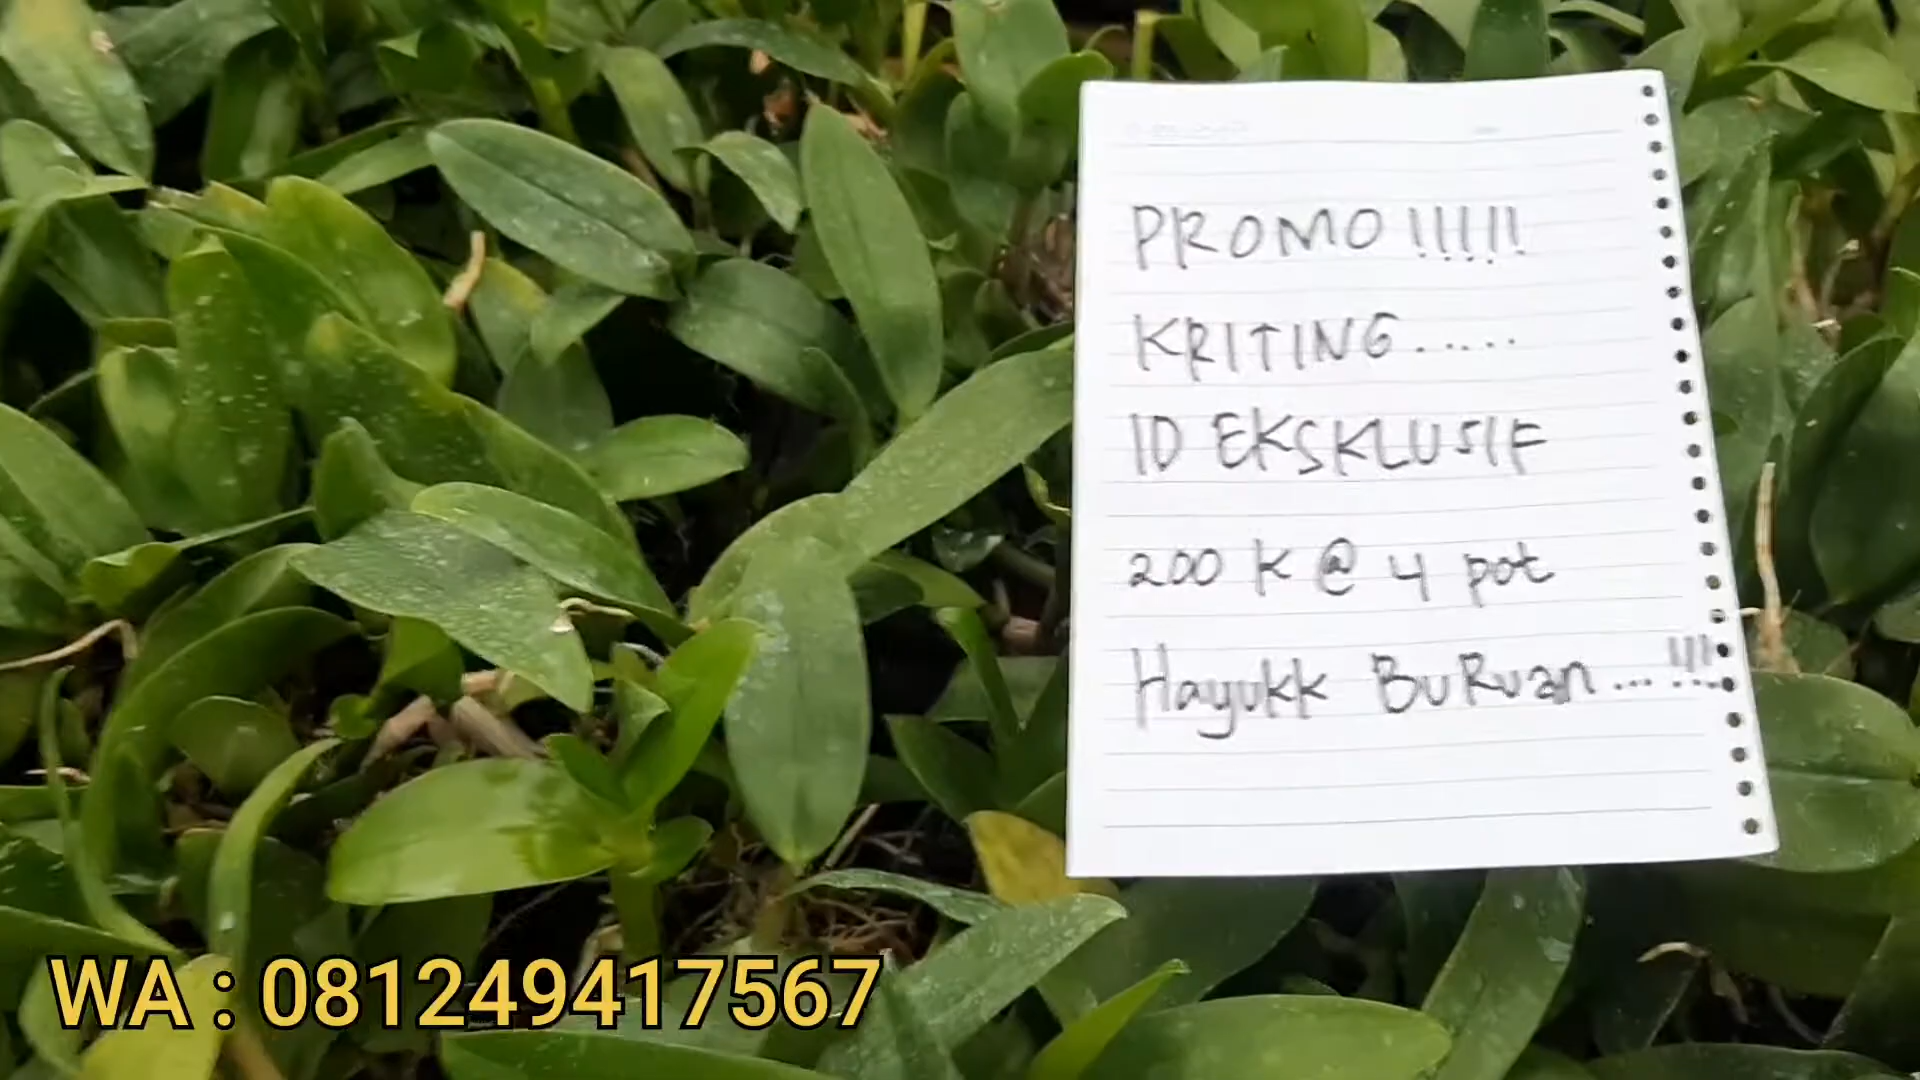 PROMO!!!!!
KRITING.....
ID EKSKLUSIF
200 K @ 4 pot
Hayukk BuRuan...!!!
WA : 081249417567